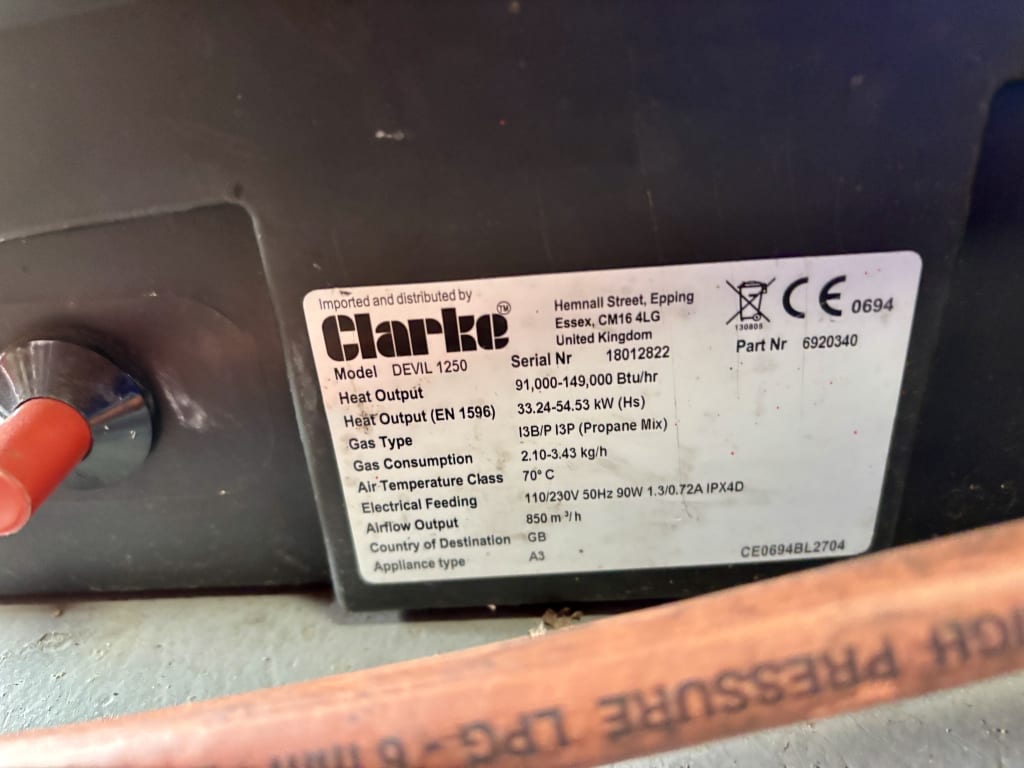 Imported and distributed by
Clarke™
Hemnall Street, Epping
Essex, CM16 4LG
United Kingdom
130805
CE 0694
Model DEVIL 1250
Serial Nr 18012822
Part Nr 6920340
Heat Output 91,000-149,000 Btu/hr
Heat Output (EN 1596) 33.24-54.53 kW (Hs)
Gas Type I3B/P I3P (Propane Mix)
Gas Consumption 2.10-3.43 kg/h
Air Temperature Class 70° C
Electrical Feeding 110/230V 50Hz 90W 1.3/0.72A IPX4D
Airflow Output 850 m³/h
Country of Destination GB
Appliance type A3
CE0694BL2704
PRESSURE LPG - 6